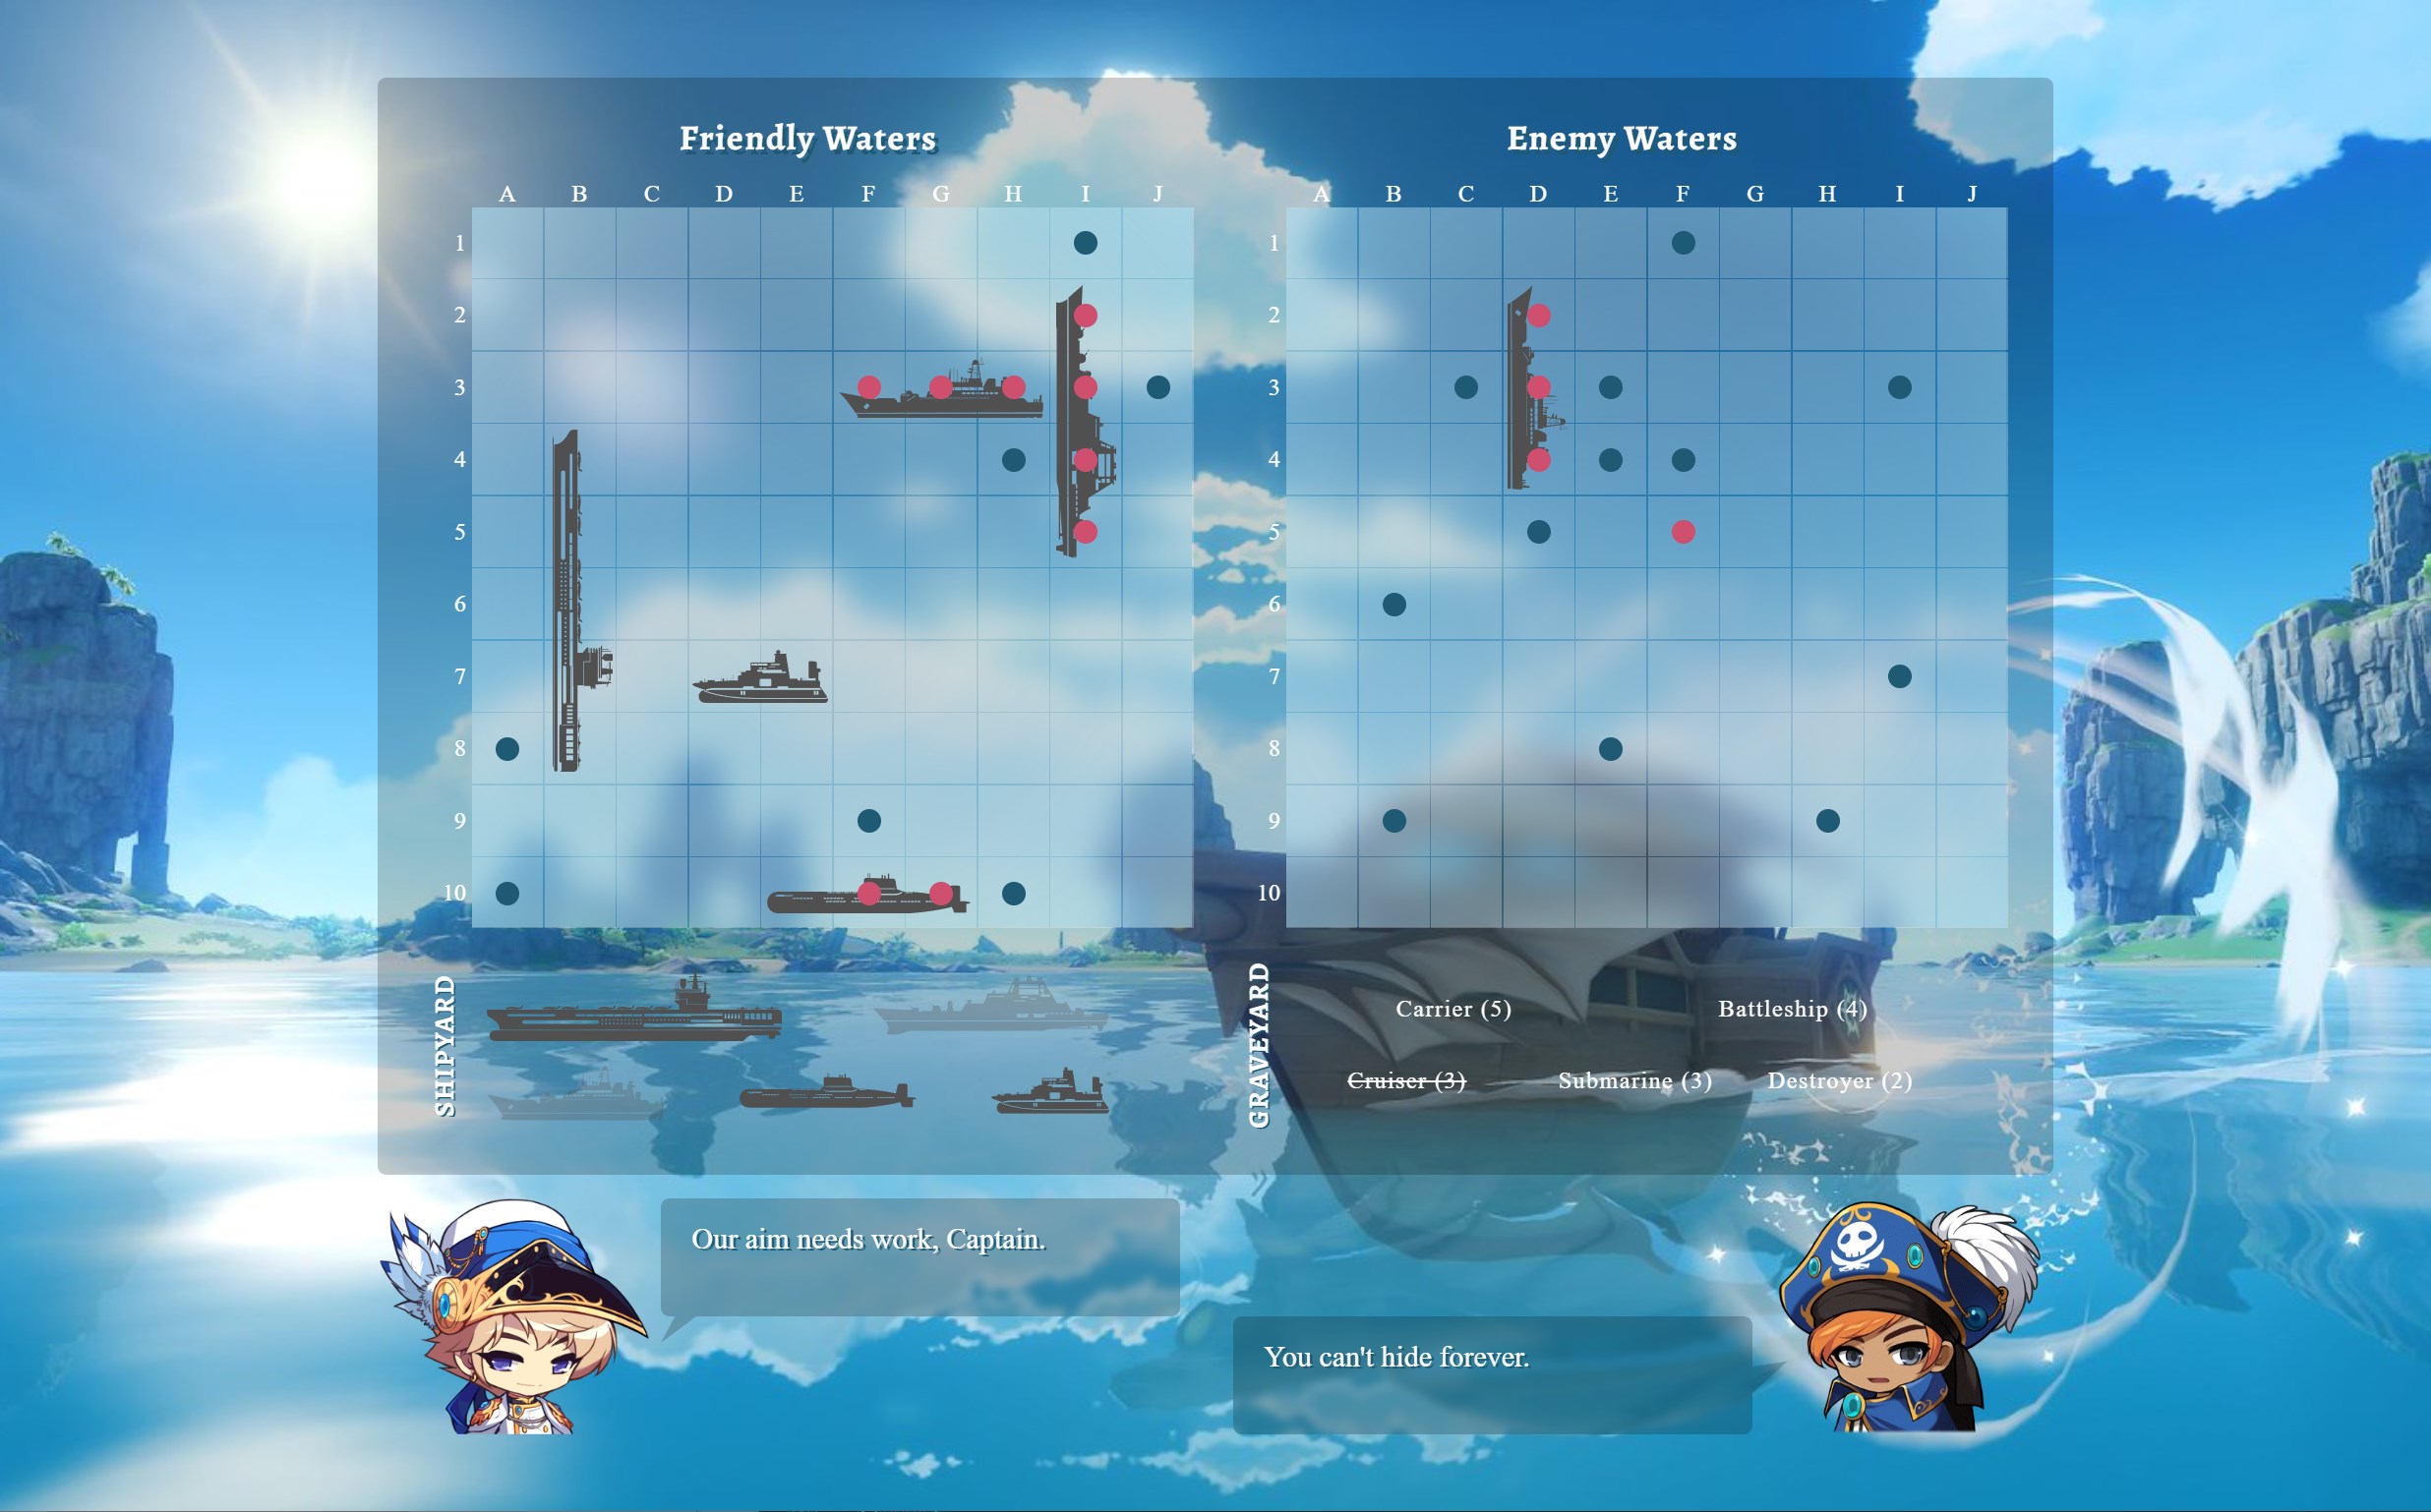 Friendly Waters
A B C D E F G H I J
1
2
3
4
5
6
7
8
9
10
SHIPYARD
Enemy Waters
A B C D E F G H I J
1
2
3
4
5
6
7
8
9
10
GRAVEYARD
Carrier (5) Battleship (4)
Cruiser (3) Submarine (3) Destroyer (2)
Our aim needs work, Captain.
You can't hide forever.